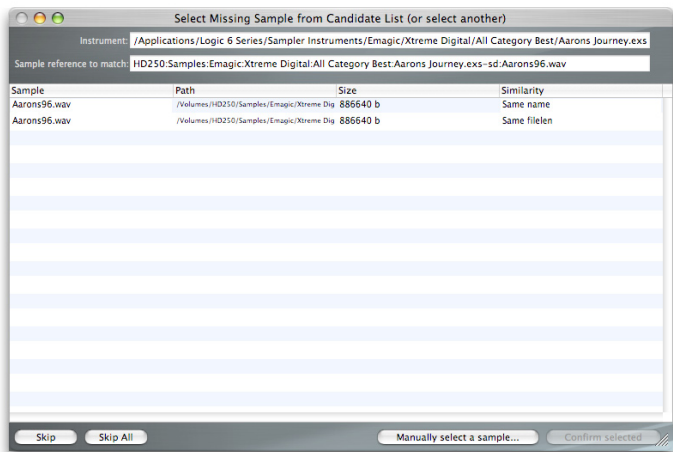 Select Missing Sample from Candidate List (or select another)
Instrument: /Applications/Logic 6 Series/Sampler Instruments/Emagic/Xtreme Digital/All Category Best/Aarons Journey.exs
Sample reference to match: HD250:Samples:Emagic:Xtreme Digital:All Category Best:Aarons Journey.exs-sd:Aarons96.wav
Sample Path Size Similarity
Aarons96.wav /Volumes/HD250/Samples/Emagic/Xtreme Dig 886640 b Same name
Aarons96.wav /Volumes/HD250/Samples/Emagic/Xtreme Dig 886640 b Same filelen
Skip Skip All Manually select a sample... Confirm selected